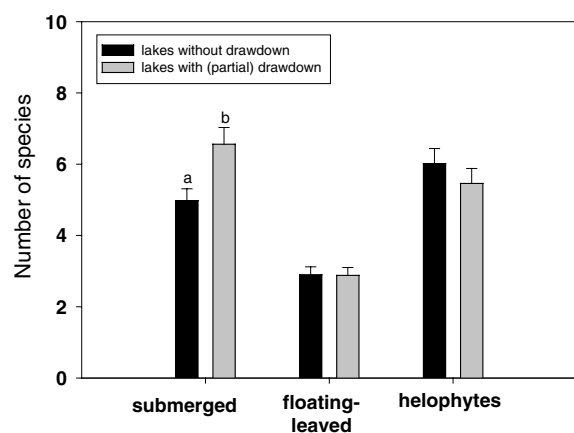 10
lakes without drawdown
lakes with (partial) drawdown
8
b
6
a
4
2
0
Number of species
submerged
floating-
leaved
helophytes